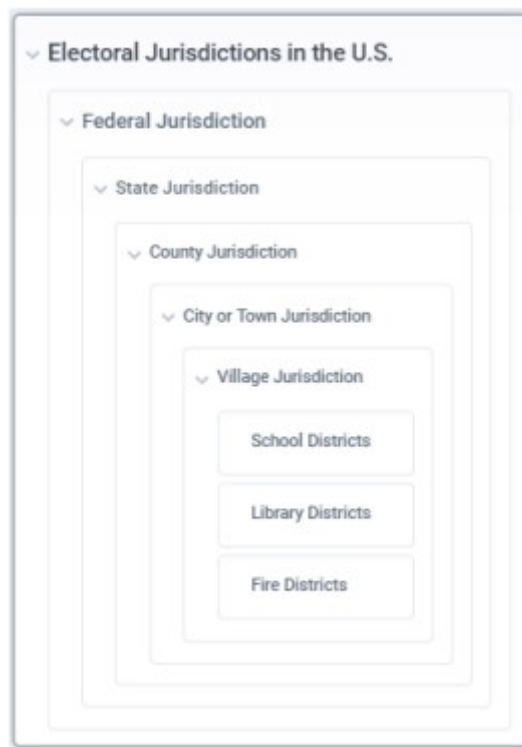 Electoral Jurisdictions in the U.S.
Federal Jurisdiction
State Jurisdiction
County Jurisdiction
City or Town Jurisdiction
Village Jurisdiction
School Districts
Library Districts
Fire Districts